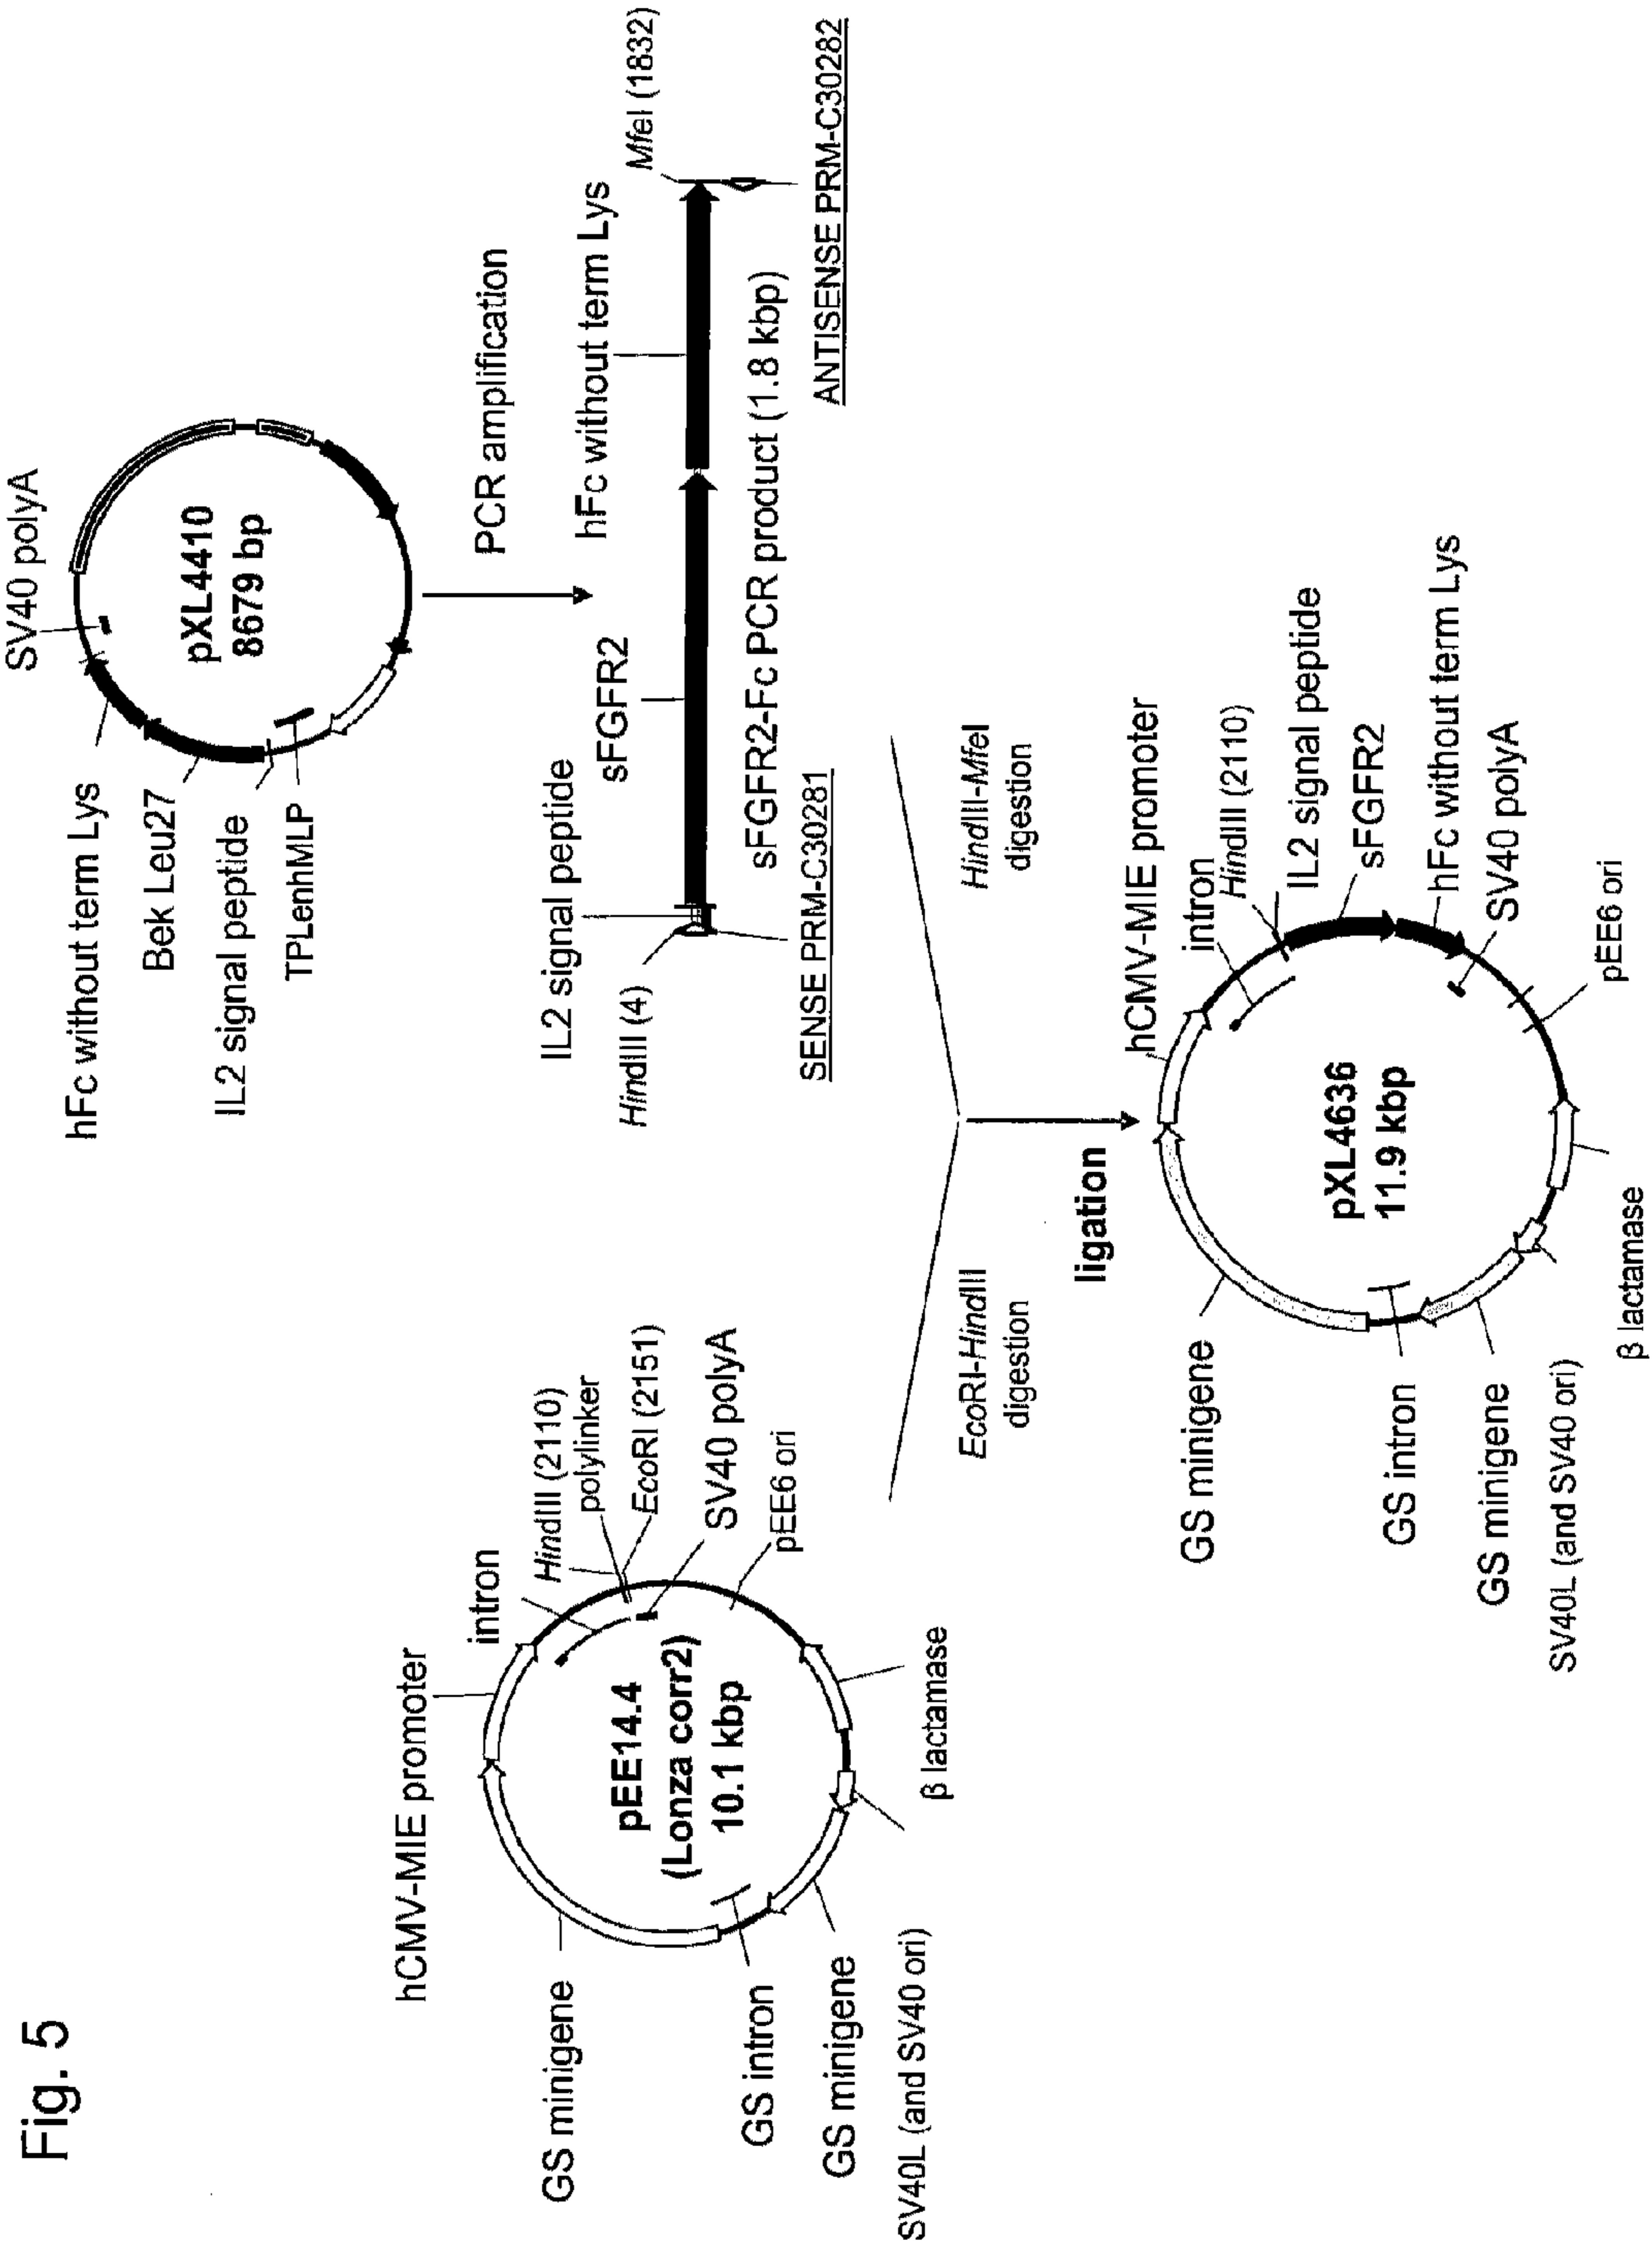 Fig. 5
hCMV-MIE promoter
intron
HindIII (2110)
polylinker
EcoRI (2151)
SV40 polyA
pEE6 ori
β lactamase
SV40L (and SV40 ori)
GS minigene
GS intron
GS minigene
pEE14.4
(Lonza corr2)
10.1 kbp
SV40 polyA
hFc without term Lys
Bek Leu27
IL2 signal peptide
TPLenhMLP
pXL4410
8679 bp
PCR amplification
IL2 signal peptide
sFGFR2
hFc without term Lys
MfeI (1832)
HindIII (4)
sFGFR2-Fc PCR product (1.8 kbp)
SENSE PRM-C30281
ANTISENSE PRM-C30282
EcoRI-HindIII
digestion
HindIII-MfeI
digestion
ligation
hCMV-MIE promoter
intron
HindIII (2110)
IL2 signal peptide
sFGFR2
hFc without term Lys
SV40 polyA
pEE6 ori
β lactamase
SV40L (and SV40 ori)
GS minigene
GS intron
GS minigene
pXL4636
11.9 kbp